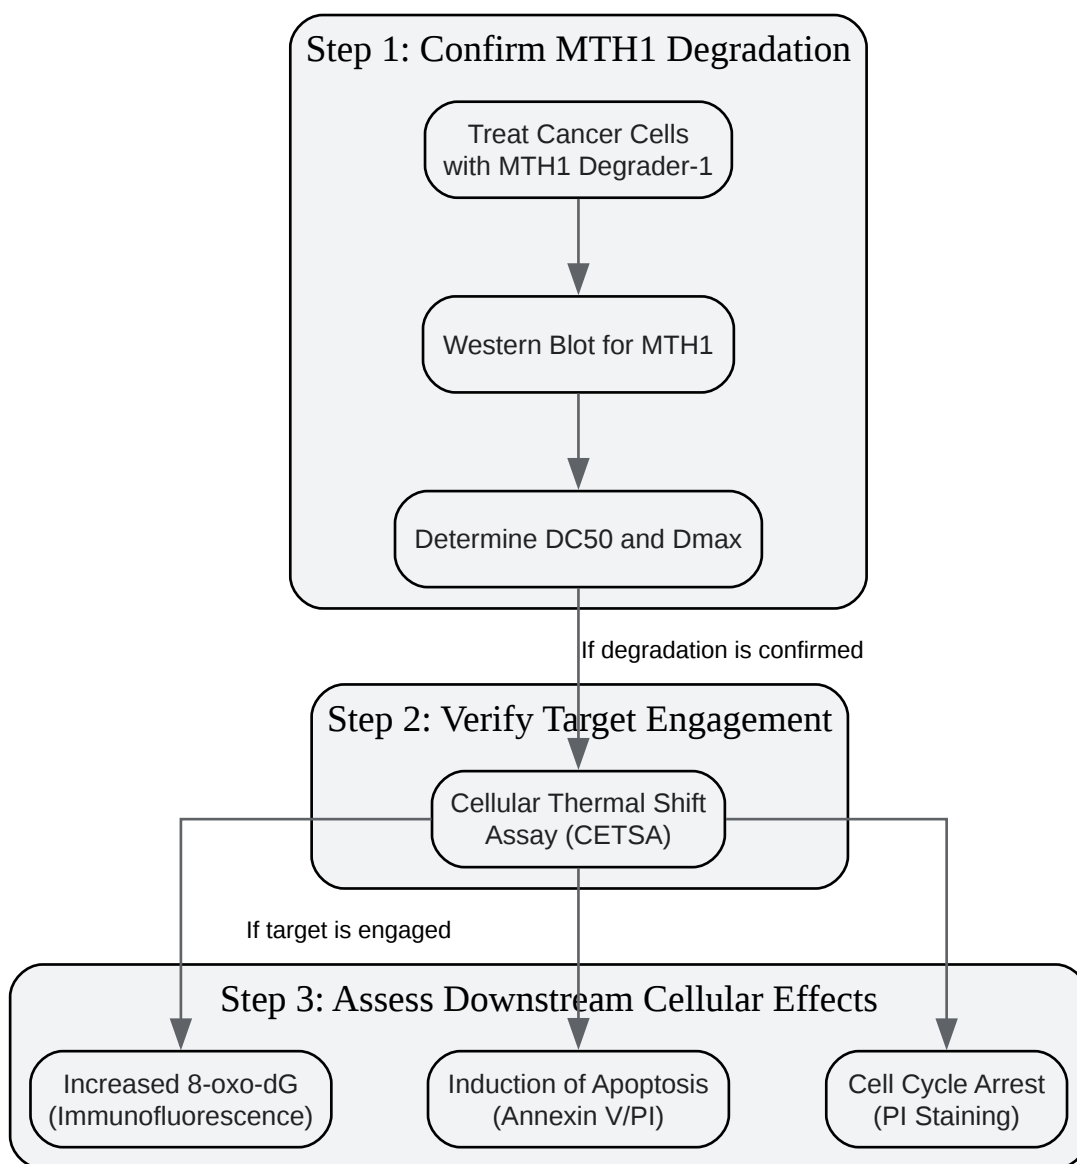 Step 1: Confirm MTH1 Degradation
Treat Cancer Cells
with MTH1 Degrader-1
Western Blot for MTH1
Determine DC50 and Dmax
If degradation is confirmed
Step 2: Verify Target Engagement
Cellular Thermal Shift
Assay (CETSA)
If target is engaged
Step 3: Assess Downstream Cellular Effects
Increased 8-oxo-dG
(Immunofluorescence)
Induction of Apoptosis
(Annexin V/PI)
Cell Cycle Arrest
(PI Staining)